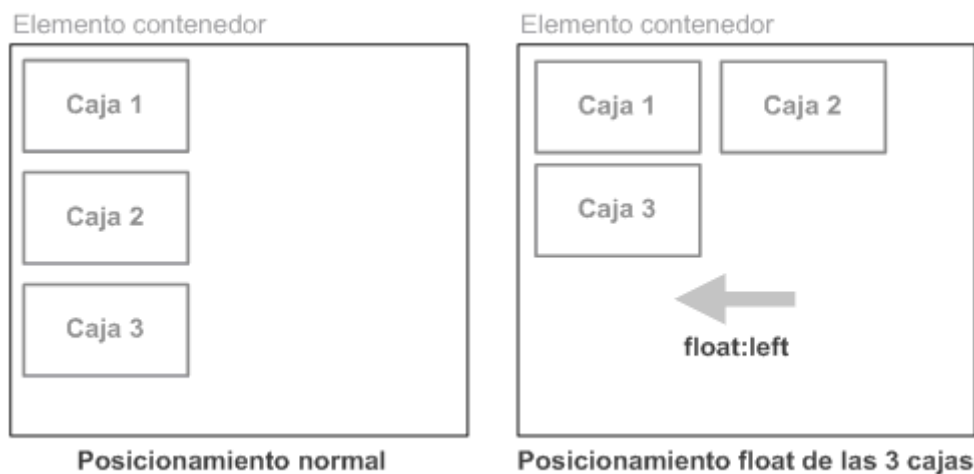 Elemento contenedor
Caja 1
Caja 2
Caja 3
Posicionamiento normal
Elemento contenedor
Caja 1 Caja 2
Caja 3
float:left
Posicionamiento float de las 3 cajas